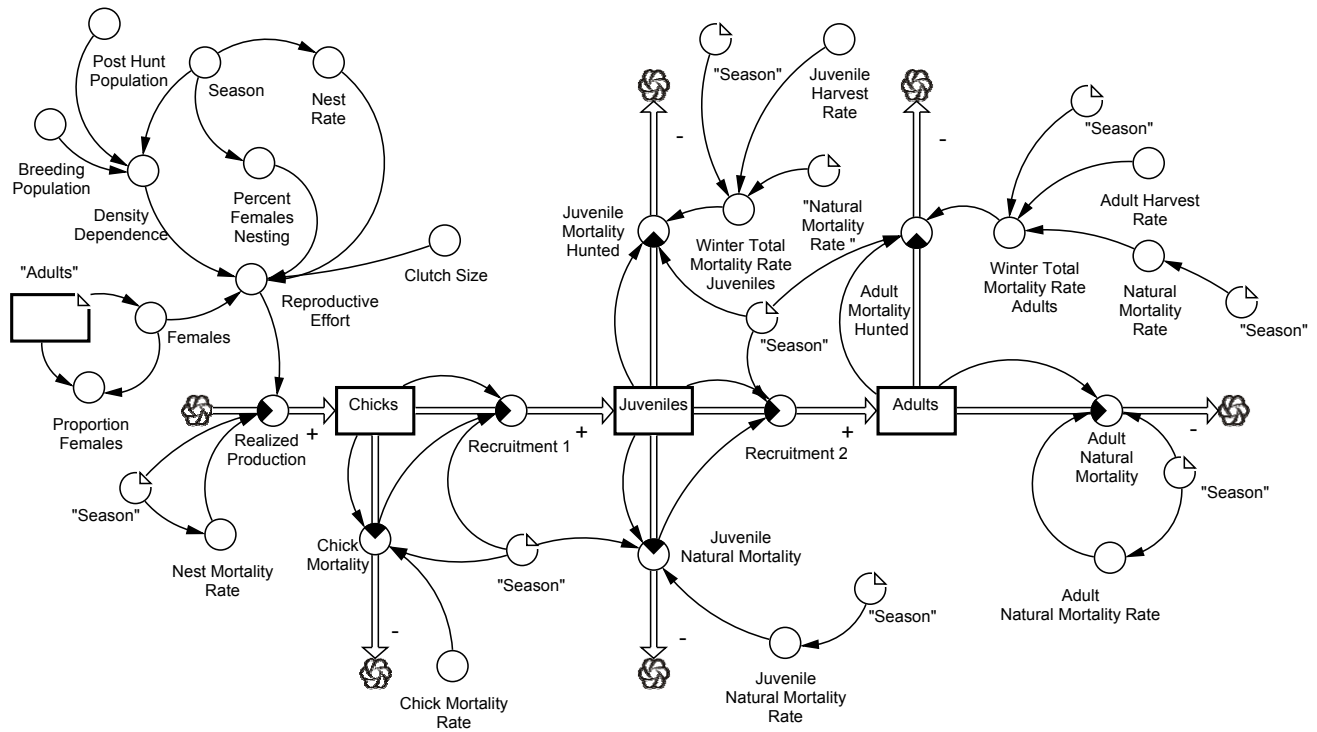 Post Hunt
Population
Season
Nest
Rate
Breeding
Population
Density
Dependence
Percent
Females
Nesting
Clutch Size
"Adults"
Females
Reproductive
Effort
Proportion
Females
Realized
Production
+
"Season"
Nest Mortality
Rate
Chicks
Recruitment 1
+
Chick
Mortality
"Season"
-
Chick Mortality
Rate
"Season"
Juvenile
Harvest
Rate
-
Juvenile
Mortality
Hunted
"Natural
Mortality
Rate "
Winter Total
Mortality Rate
Juveniles
"Season"
Juveniles
Recruitment 2
+
Juvenile
Natural Mortality
-
"Season"
Juvenile
Natural Mortality
Rate
-
"Season"
Adult Harvest
Rate
Adult
Mortality
Hunted
Winter Total
Mortality Rate
Adults
Natural
Mortality
Rate
"Season"
Adults
Adult
Natural
Mortality
-
"Season"
Adult
Natural Mortality Rate